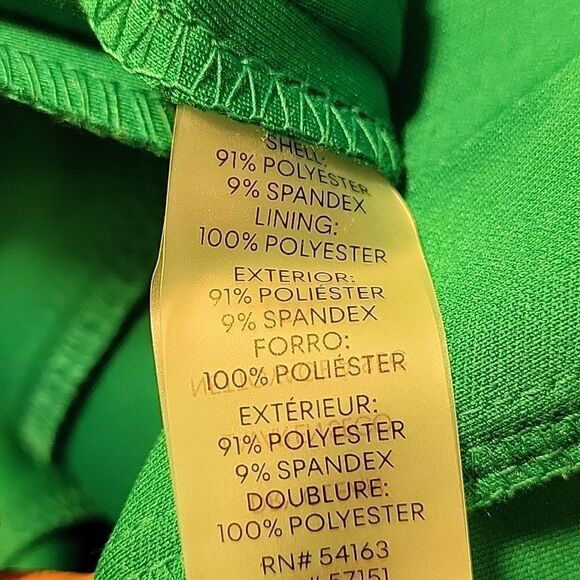 SHELL:
91% POLYESTER
9% SPANDEX
LINING:
100% POLYESTER
EXTERIOR:
91% POLIÉSTER
9% SPANDEX
FORRO:
100% POLIÉSTER
EXTÉRIEUR:
91% POLYESTER
9% SPANDEX
DOUBLURE:
100% POLYESTER
RN# 54163
# 57151